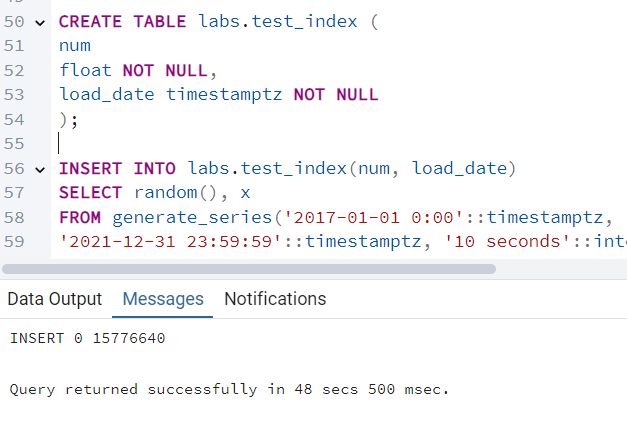 50 CREATE TABLE labs.test_index (
51 num
52 float NOT NULL,
53 load_date timestamptz NOT NULL
54 );
55
56 INSERT INTO labs.test_index(num, load_date)
57 SELECT random(), x
58 FROM generate_series('2017-01-01 0:00'::timestamptz,
59 '2021-12-31 23:59:59'::timestamptz, '10 seconds'::int
Data Output Messages Notifications
INSERT 0 15776640
Query returned successfully in 48 secs 500 msec.